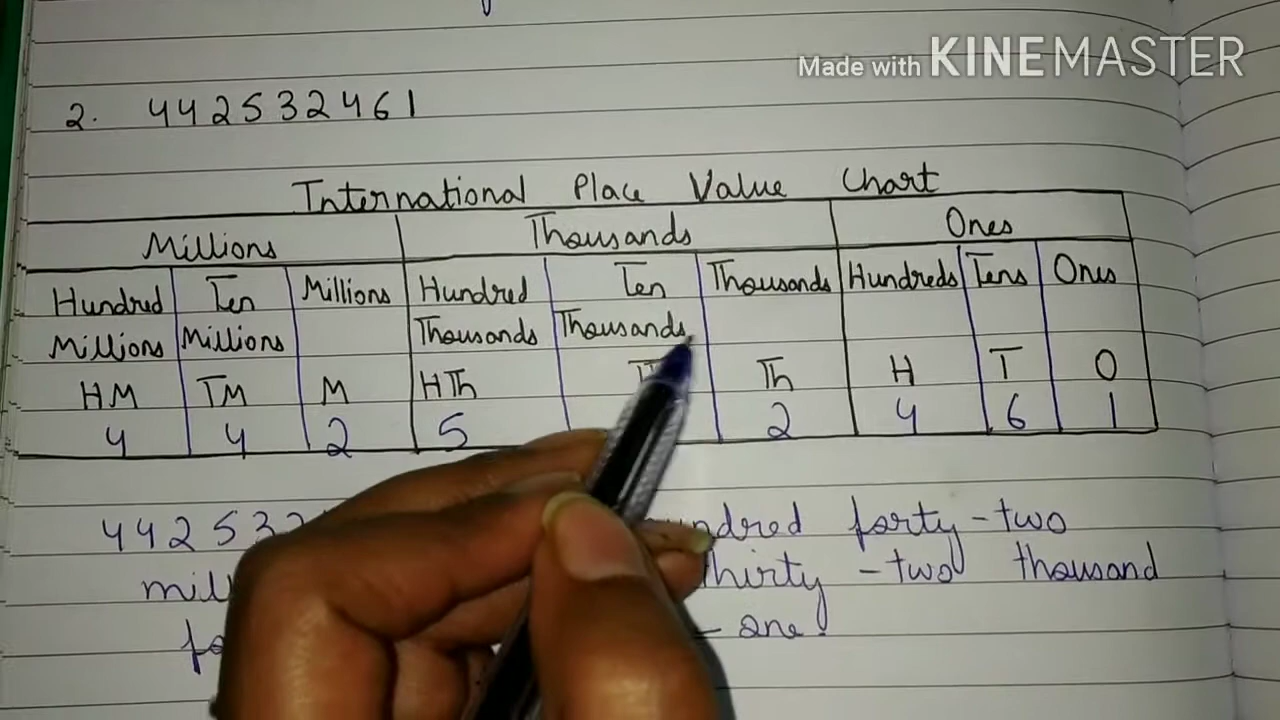 Made with KINEMASTER
2. 442532461
International Place Value Chart
Millions Thousands Ones
Hundred Ten Millions Hundred Ten Thousands Hundreds Tens Ones
Millions Millions Thousands Thousands
HM TM M HTh Th H T O
4 4 2 5 2 4 6 1
442532 forty-two
thirty-two thousand
one